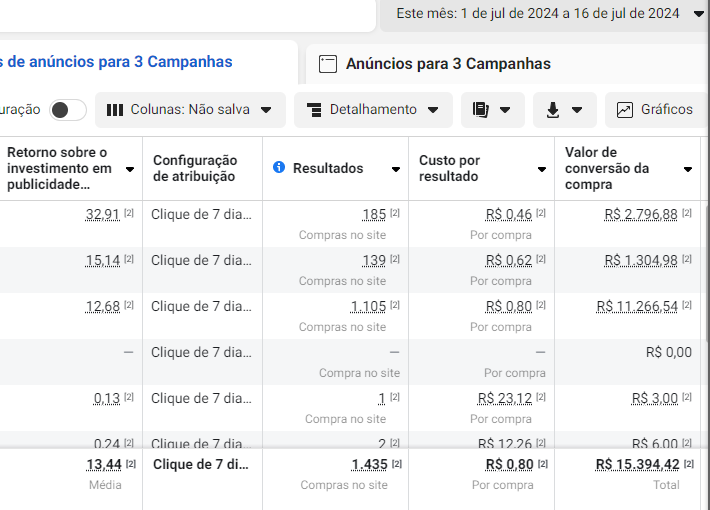 Este mês: 1 de jul de 2024 a 16 de jul de 2024
s de anúncios para 3 Campanhas
Anúncios para 3 Campanhas
uração
Colunas: Não salva
Detalhamento
Gráficos
Retorno sobre o
investimento em
publicidade...
Configuração
de atribuição
Resultados
Custo por
resultado
Valor de
conversão da
compra
32,91 [2] Clique de 7 dia... 185 [2] R$ 0,46 [2] R$ 2.796,88 [2]
Compras no site Por compra
15,14 [2] Clique de 7 dia... 139 [2] R$ 0,62 [2] R$ 1.304,98 [2]
Compras no site Por compra
12,68 [2] Clique de 7 dia... 1.105 [2] R$ 0,80 [2] R$ 11.266,54 [2]
Compras no site Por compra
— Clique de 7 dia... — — R$ 0,00
Compra no site Por compra
0,13 [2] Clique de 7 dia... 1 [2] R$ 23,12 [2] R$ 3,00 [2]
Compras no site Por compra
0,24 [2] Clique de 7 dia... 2 [2] R$ 12,26 [2] R$ 6,00 [2]
13,44 [2] Clique de 7 di... 1.435 [2] R$ 0,80 [2] R$ 15.394,42 [2]
Média Compras no site Por compra Total